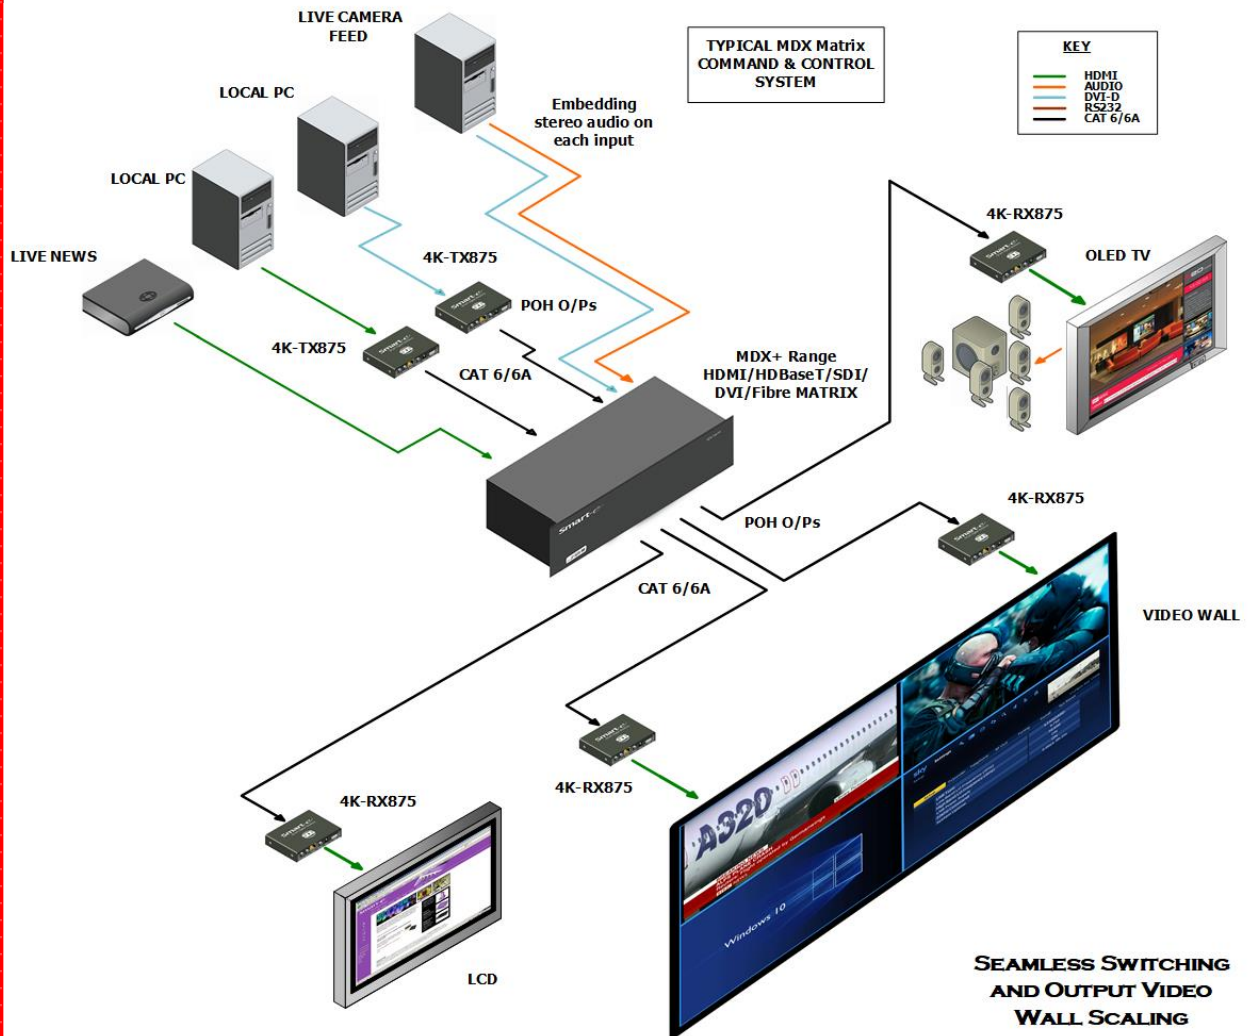 LIVE CAMERA
FEED
TYPICAL MDX Matrix
COMMAND & CONTROL
SYSTEM
KEY
HDMI
AUDIO
DVI-D
RS232
CAT 6/6A
LOCAL PC
Embedding
stereo audio on
each input
LOCAL PC
4K-RX875
LIVE NEWS
4K-TX875
OLED TV
POH O/Ps
4K-TX875
CAT 6/6A
MDX+ Range
HDMI/HDBaseT/SDI/
DVI/Fibre MATRIX
Smart-e
POH O/Ps
4K-RX875
CAT 6/6A
VIDEO WALL
sky
A320
4K-RX875
4K-RX875
Windows 10
LCD
SEAMLESS SWITCHING
AND OUTPUT VIDEO
WALL SCALING